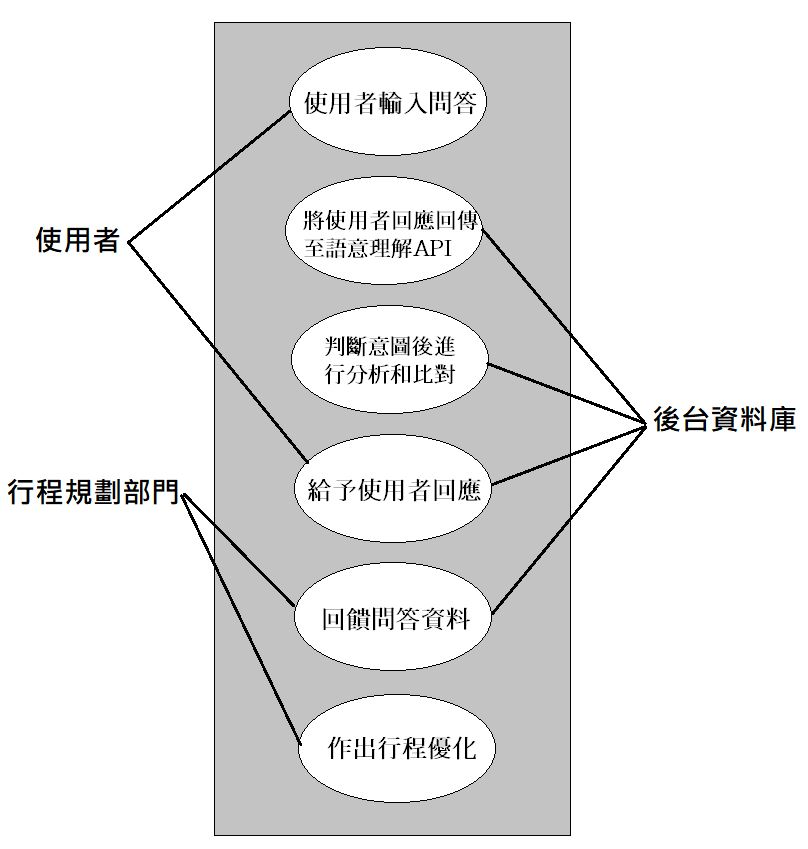 使用者輸入問答
將使用者回應回傳
至語意理解API
使用者
判斷意圖後進
行分析和比對
後台資料庫
給予使用者回應
行程規劃部門
回饋問答資料
作出行程優化